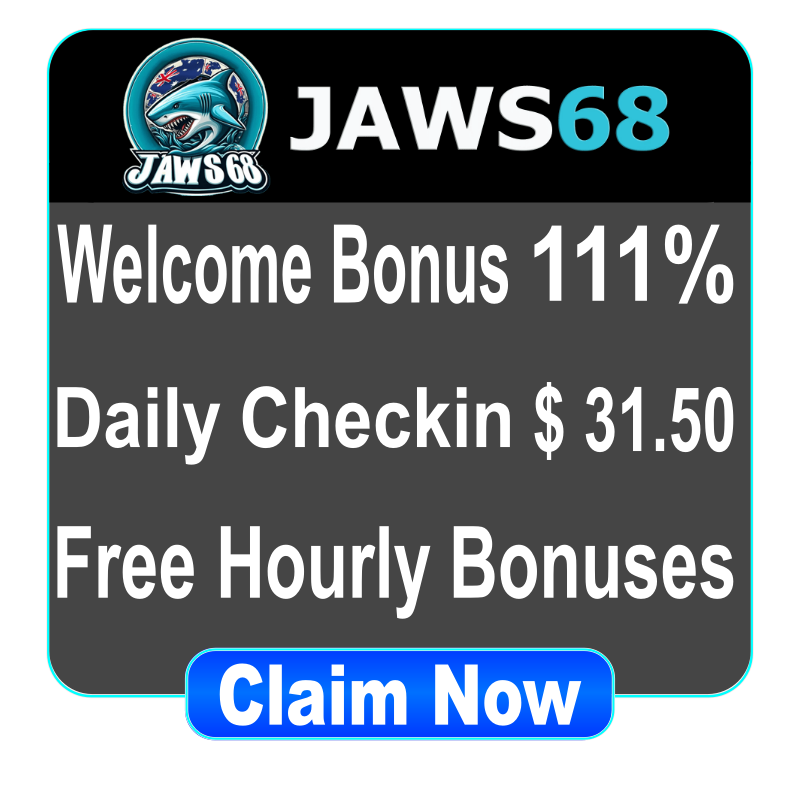 JAWS68
JAWS68
Welcome Bonus 111%
Daily Checkin $ 31.50
Free Hourly Bonuses
Claim Now